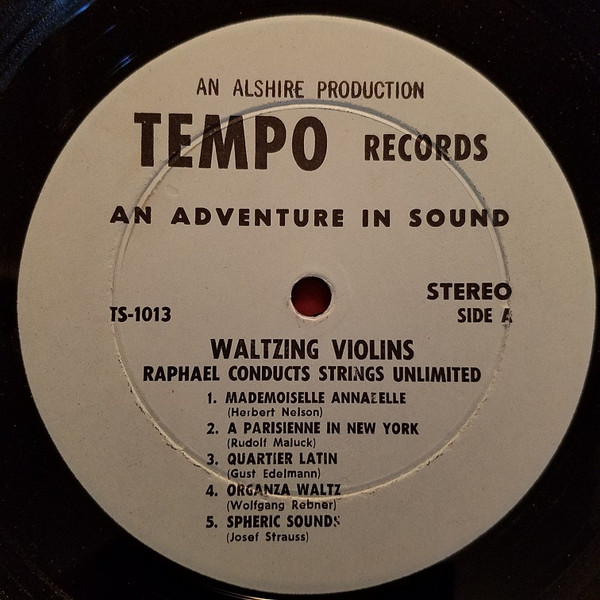 AN ALSHIRE PRODUCTION
TEMPO RECORDS
AN ADVENTURE IN SOUND
STEREO
TS-1013 SIDE A
WALTZING VIOLINS
RAPHAEL CONDUCTS STRINGS UNLIMITED
1. MADEMOISELLE ANNAZELLE
(Herbert Nelson)
2. A PARISIENNE IN NEW YORK
(Rudolf Maluck)
3. QUARTIER LATIN
(Gust Edelmann)
4. ORGANZA WALTZ
(Wolfgang Rebner)
5. SPHERIC SOUNDS
(Josef Strauss)